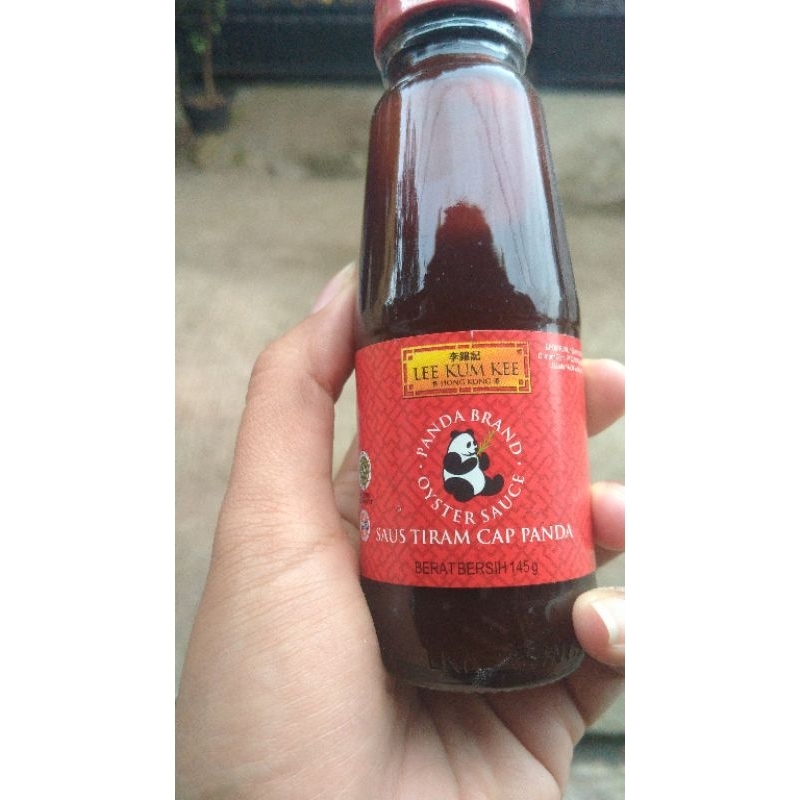 李錦記
LEE KUM KEE
香 HONG KONG 港
· PANDA BRAND ·
OYSTER SAUCE
SAUS TIRAM CAP PANDA
BERAT BERSIH 145 g